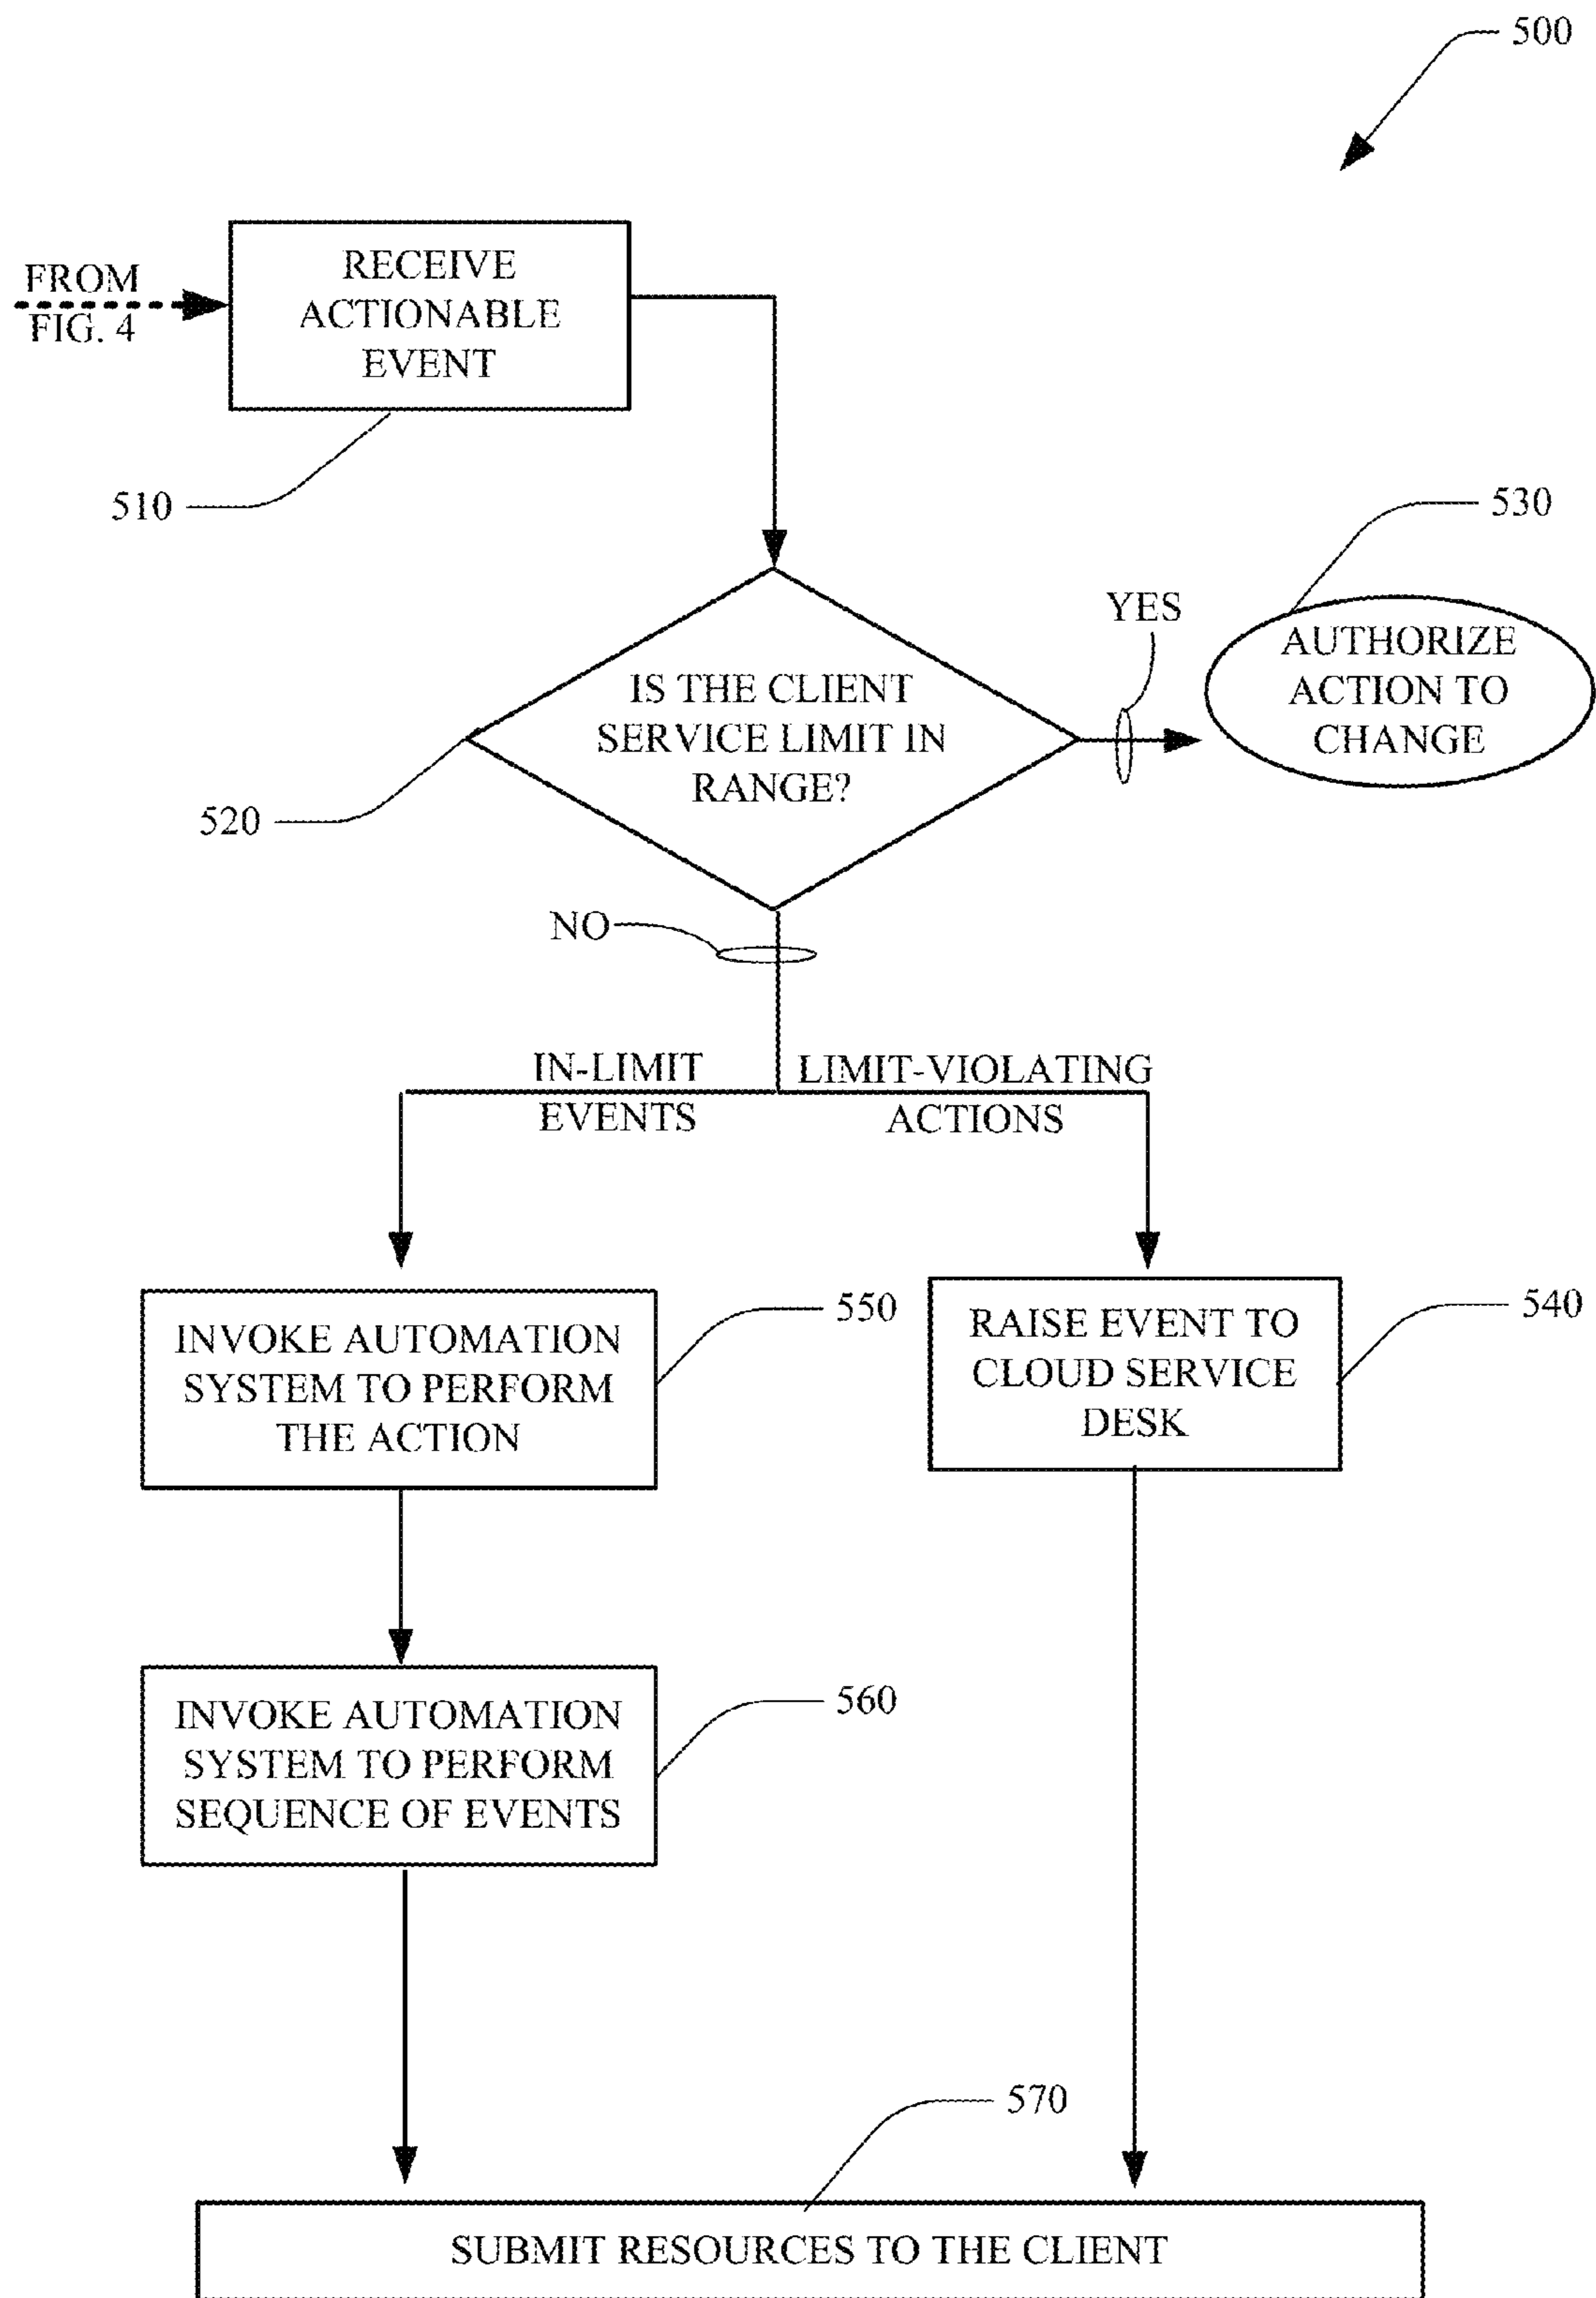 500
FROM
FIG. 4
RECEIVE
ACTIONABLE
EVENT
510
530
YES
AUTHORIZE
ACTION TO
CHANGE
IS THE CLIENT
SERVICE LIMIT IN
RANGE?
520
NO
IN-LIMIT
EVENTS
LIMIT-VIOLATING
ACTIONS
550
INVOKE AUTOMATION
SYSTEM TO PERFORM
THE ACTION
540
RAISE EVENT TO
CLOUD SERVICE
DESK
560
INVOKE AUTOMATION
SYSTEM TO PERFORM
SEQUENCE OF EVENTS
570
SUBMIT RESOURCES TO THE CLIENT